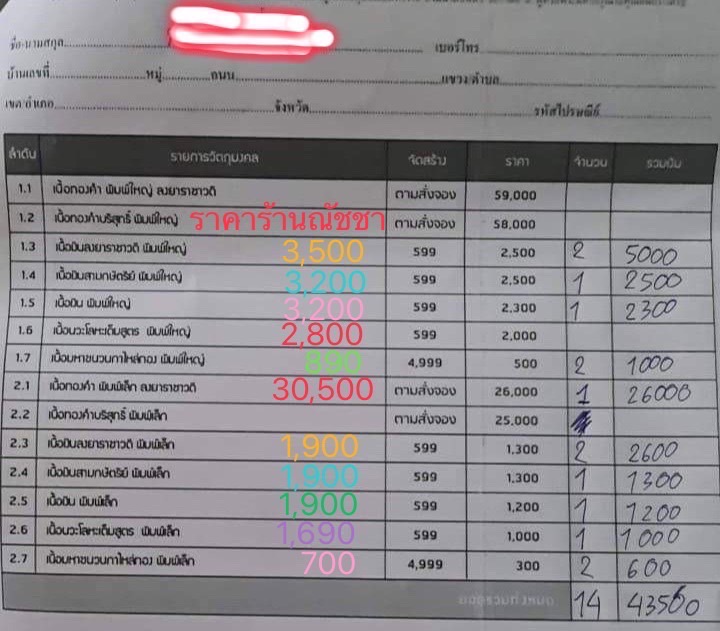 ชื่อ-นามสกุล เบอร์โทร
บ้านเลขที่ หมู่ ถนน แขวง/ตำบล
เขต/อำเภอ จังหวัด รหัสไปรษณีย์
ลำดับ รายการวัตถุมงคล จัดสร้าง ราคา จำนวน รวมเงิน
1.1 เนื้อทองคำ พิมพ์ใหญ่ ลงยาราชาวดี ตามสั่งจอง 59,000
1.2 เนื้อทองคำบริสุทธิ์ พิมพ์ใหญ่ ราคาร้านณัชชา ตามสั่งจอง 58,000
1.3 เนื้อเงินลงยาราชาวดี พิมพ์ใหญ่ 3,500 599 2,500 2 5000
1.4 เนื้อเงินสามกษัตริย์ พิมพ์ใหญ่ 3,200 599 2,500 1 2500
1.5 เนื้อเงิน พิมพ์ใหญ่ 3,200 599 2,300 1 2300
1.6 เนื้อนวะโลหะเต็มสูตร พิมพ์ใหญ่ 2,800 599 2,000
1.7 เนื้อมหาชนวนกาไหล่ทอง พิมพ์ใหญ่ 890 4,999 500 2 1000
2.1 เนื้อทองคำ พิมพ์เล็ก ลงยาราชาวดี 30,500 ตามสั่งจอง 26,000 1 26000
2.2 เนื้อทองคำบริสุทธิ์ พิมพ์เล็ก ตามสั่งจอง 25,000
2.3 เนื้อเงินลงยาราชาวดี พิมพ์เล็ก 1,900 599 1,300 2 2600
2.4 เนื้อเงินสามกษัตริย์ พิมพ์เล็ก 1,900 599 1,300 1 1300
2.5 เนื้อเงิน พิมพ์เล็ก 1,900 599 1,200 1 1200
2.6 เนื้อนวะโลหะเต็มสูตร พิมพ์เล็ก 1,690 599 1,000 1 1000
2.7 เนื้อมหาชนวนกาไหล่ทอง พิมพ์เล็ก 700 4,999 300 2 600
ยอดรวมทั้งหมด 14 43500